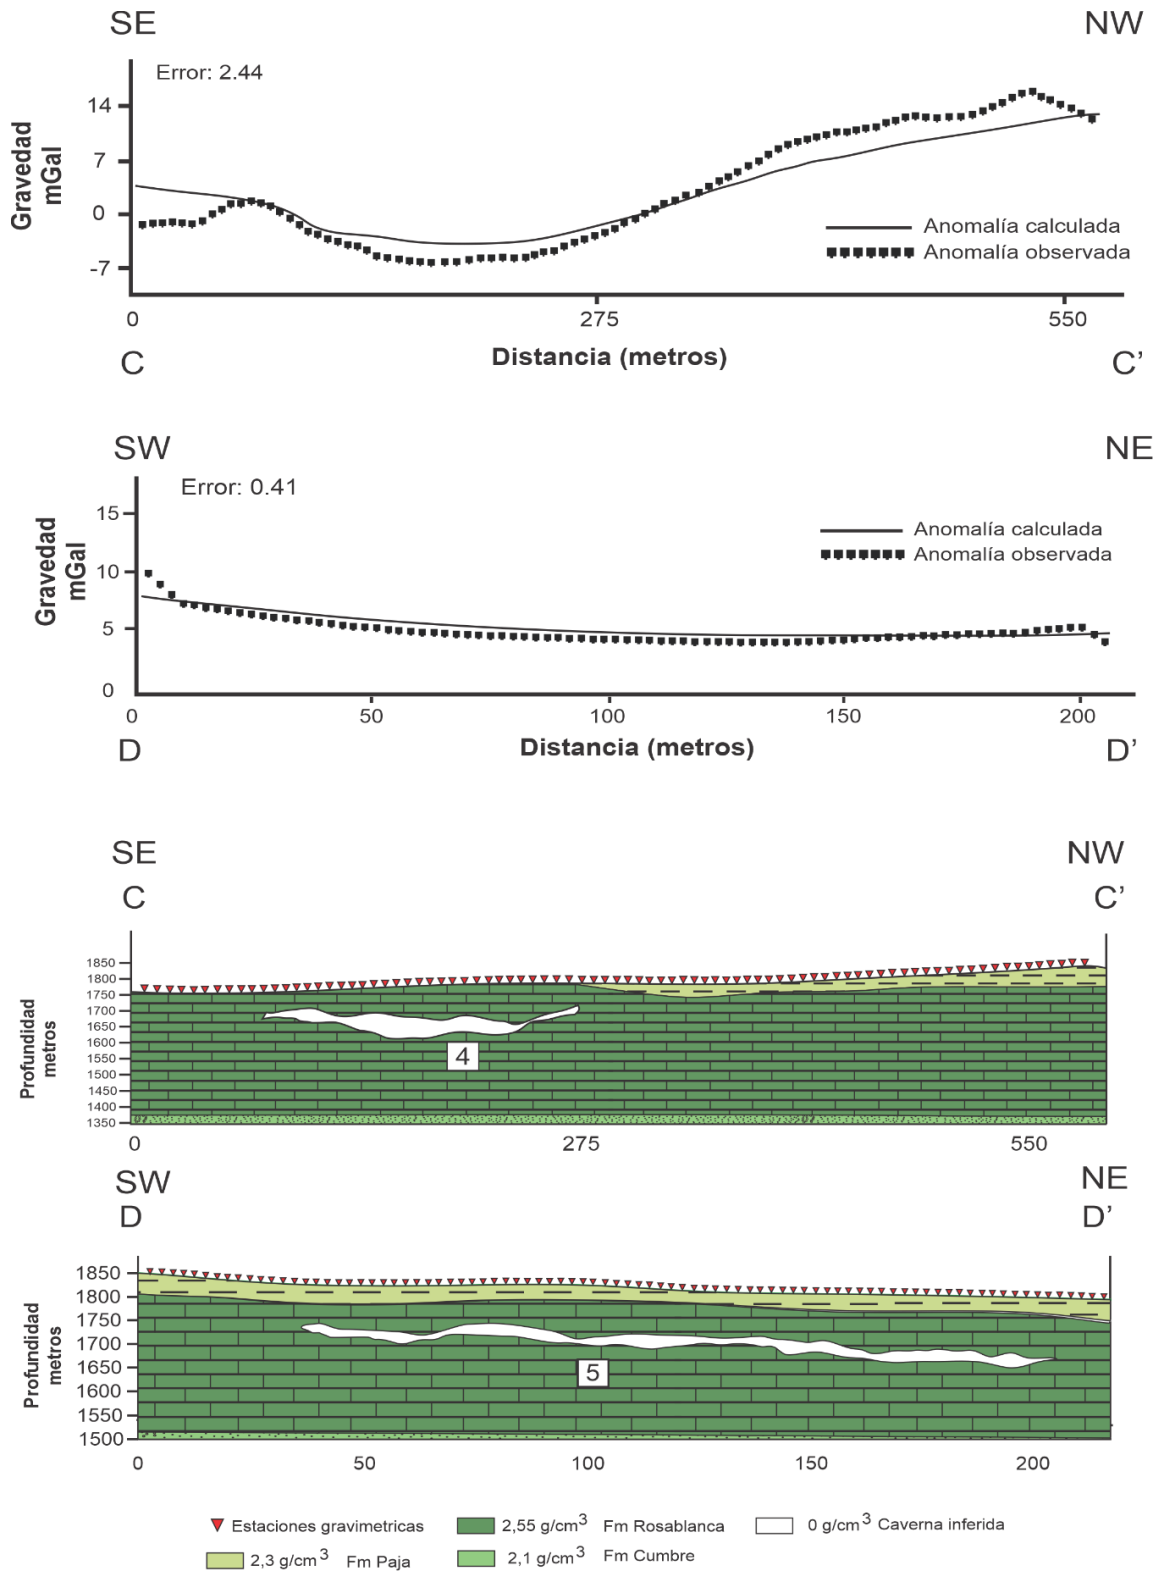 SE NW
Error: 2.44
14
7
0
-7
Gravedad
mGal
Anomalía calculada
Anomalía observada
0 275 550
Distancia (metros)
C C’
SW NE
Error: 0.41
15
10
5
0
Gravedad
mGal
Anomalía calculada
Anomalía observada
0 50 100 150 200
Distancia (metros)
D D’
SE NW
C C’
1850
1800
1750
1700
1650
1600
1550
1500
1450
1400
1350
Profundidad
metros
4
0 275 550
SW NE
D D’
1850
1800
1750
1700
1650
1600
1550
1500
Profundidad
metros
5
0 50 100 150 200
Estaciones gravimetricas 2,55 g/cm³ Fm Rosablanca 0 g/cm³ Caverna inferida
2,3 g/cm³ Fm Paja 2,1 g/cm³ Fm Cumbre